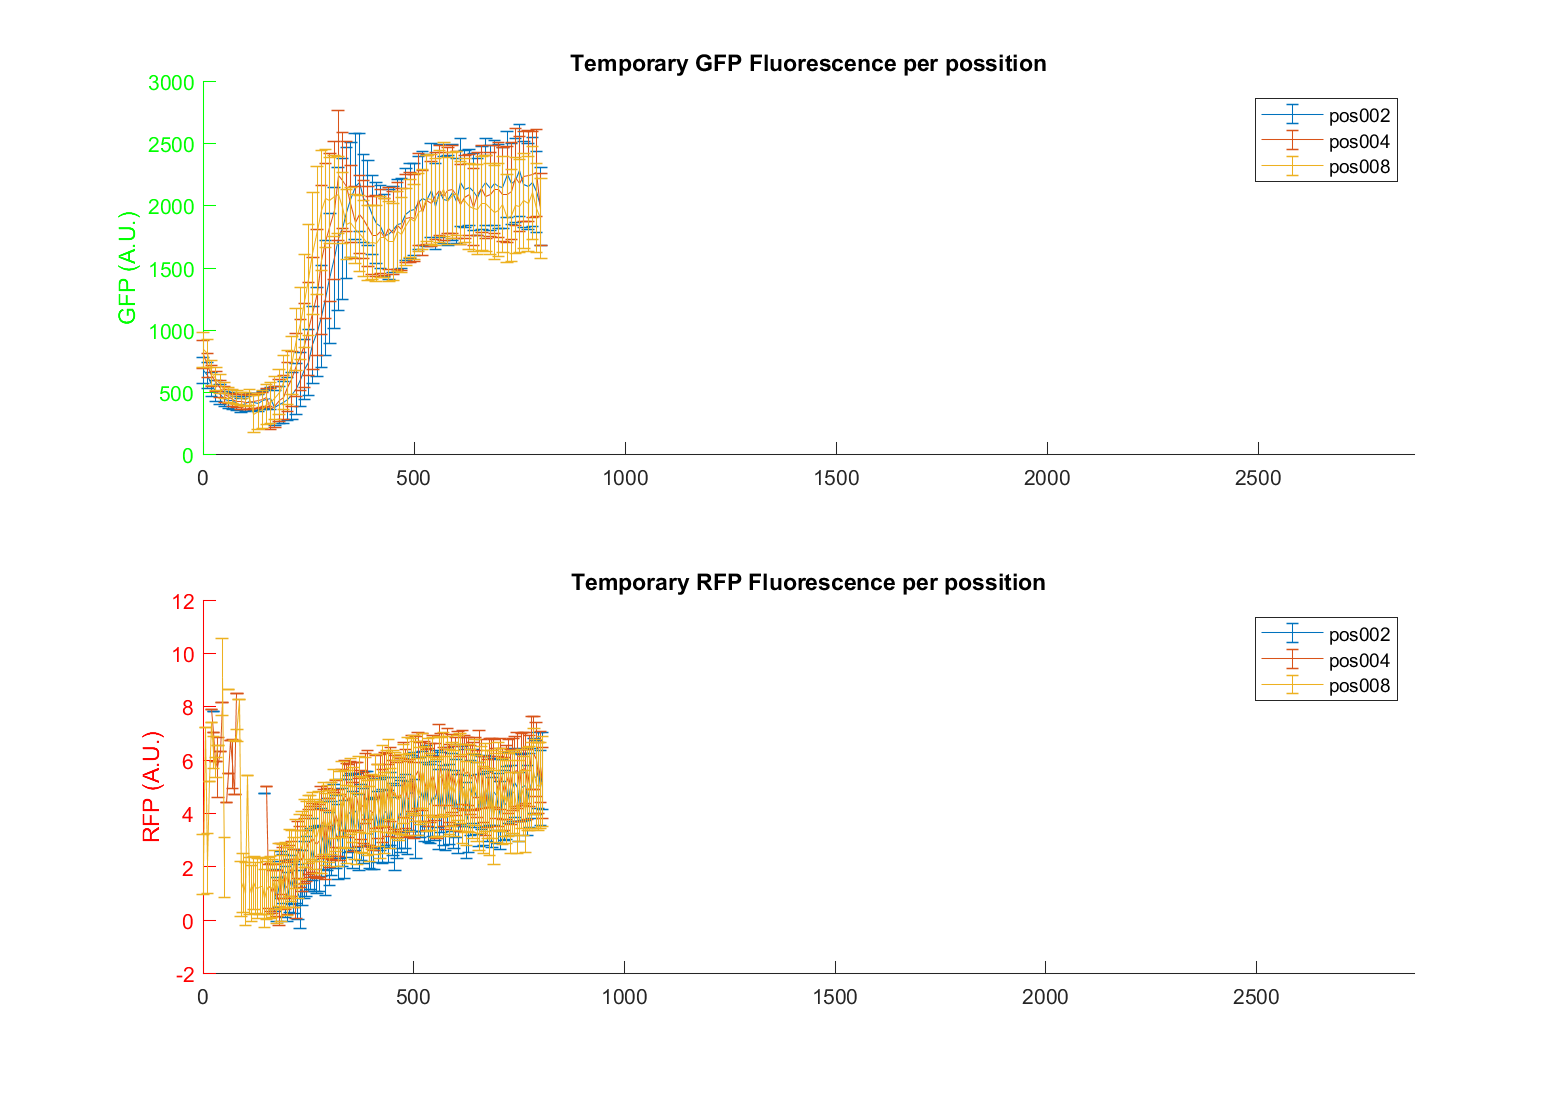 Temporary GFP Fluorescence per possition
3000
2500
2000
1500
1000
500
0
GFP (A.U.)
0 500 1000 1500 2000 2500
pos002
pos004
pos008
Temporary RFP Fluorescence per possition
12
10
8
6
4
2
0
-2
RFP (A.U.)
0 500 1000 1500 2000 2500
pos002
pos004
pos008